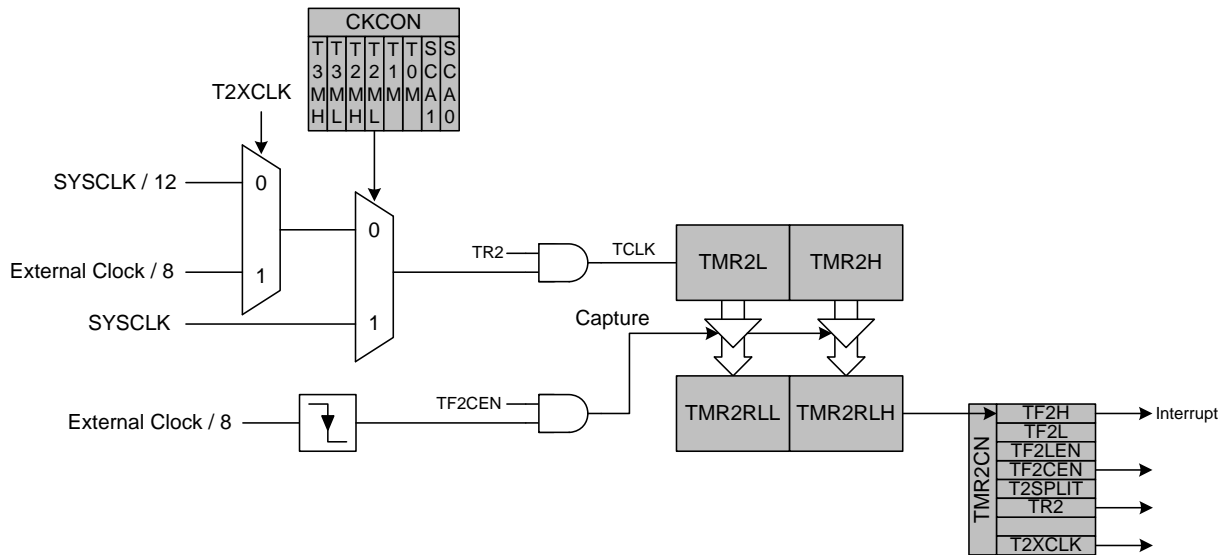 CKCON
T3MH
T3ML
T2MH
T2ML
T1M
T0M
SCA1
SCA0
T2XCLK
SYSCLK / 12
0
External Clock / 8
1
0
SYSCLK
1
TR2
TCLK
TMR2L
TMR2H
Capture
External Clock / 8
TF2CEN
TMR2RLL
TMR2RLH
TMR2CN
TF2H
TF2L
TF2LEN
TF2CEN
T2SPLIT
TR2
T2XCLK
Interrupt